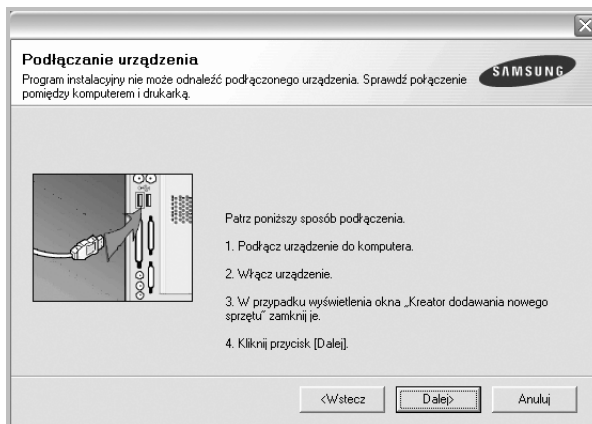 Podłączanie urządzenia
Program instalacyjny nie może odnaleźć podłączonego urządzenia. Sprawdź połączenie
pomiędzy komputerem i drukarką.
SAMSUNG
Patrz poniższy sposób podłączenia.
1. Podłącz urządzenie do komputera.
2. Włącz urządzenie.
3. W przypadku wyświetlenia okna „Kreator dodawania nowego
sprzętu” zamknij je.
4. Kliknij przycisk [Dalej].
<Wstecz
Dalej>
Anuluj